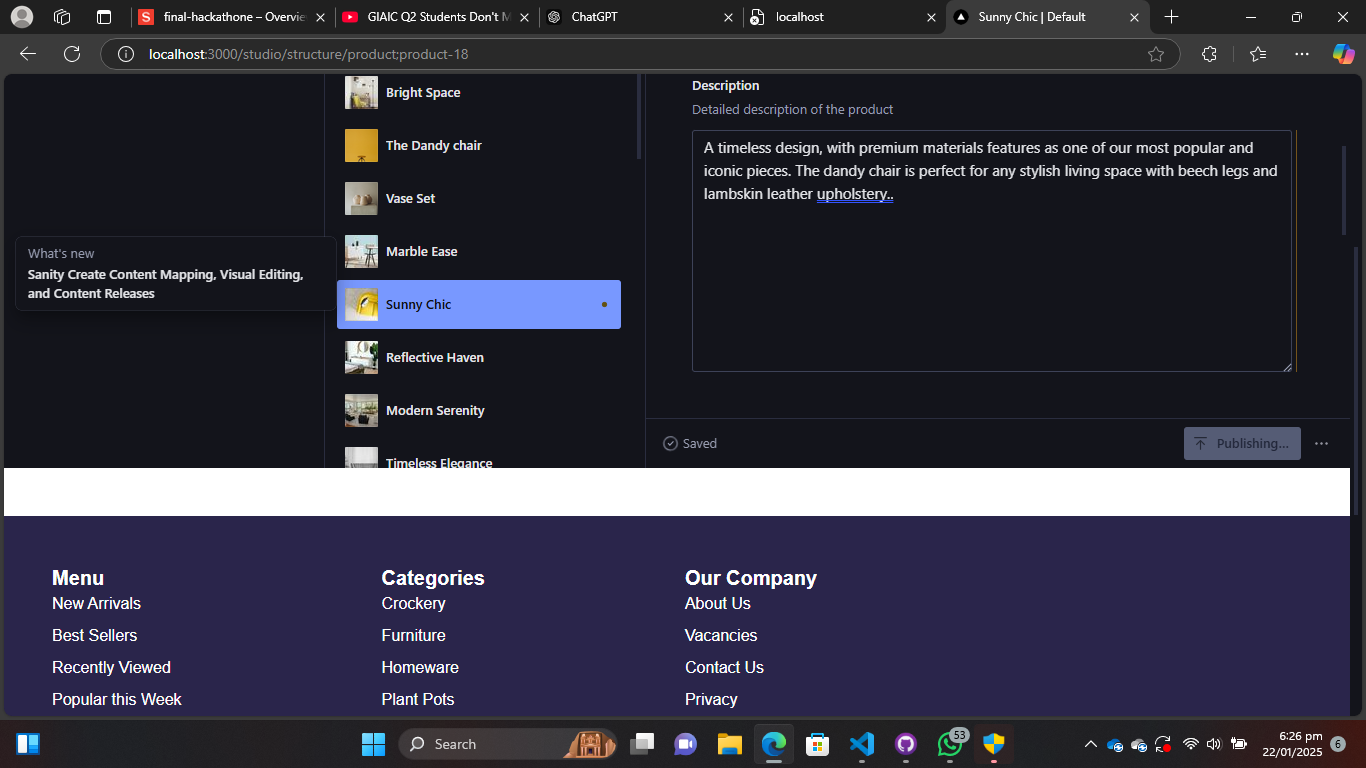 final-hackathone – Overvie
GIAIC Q2 Students Don't M
ChatGPT
localhost
Sunny Chic | Default
localhost:3000/studio/structure/product;product-18
Bright Space
The Dandy chair
Vase Set
Marble Ease
Sunny Chic
Reflective Haven
Modern Serenity
Timeless Elegance
What's new
Sanity Create Content Mapping, Visual Editing,
and Content Releases
Description
Detailed description of the product
A timeless design, with premium materials features as one of our most popular and
iconic pieces. The dandy chair is perfect for any stylish living space with beech legs and
lambskin leather upholstery..
Saved
Publishing...
Menu
New Arrivals
Best Sellers
Recently Viewed
Popular this Week
Categories
Crockery
Furniture
Homeware
Plant Pots
Our Company
About Us
Vacancies
Contact Us
Privacy
Search
53
6:26 pm
22/01/2025
6